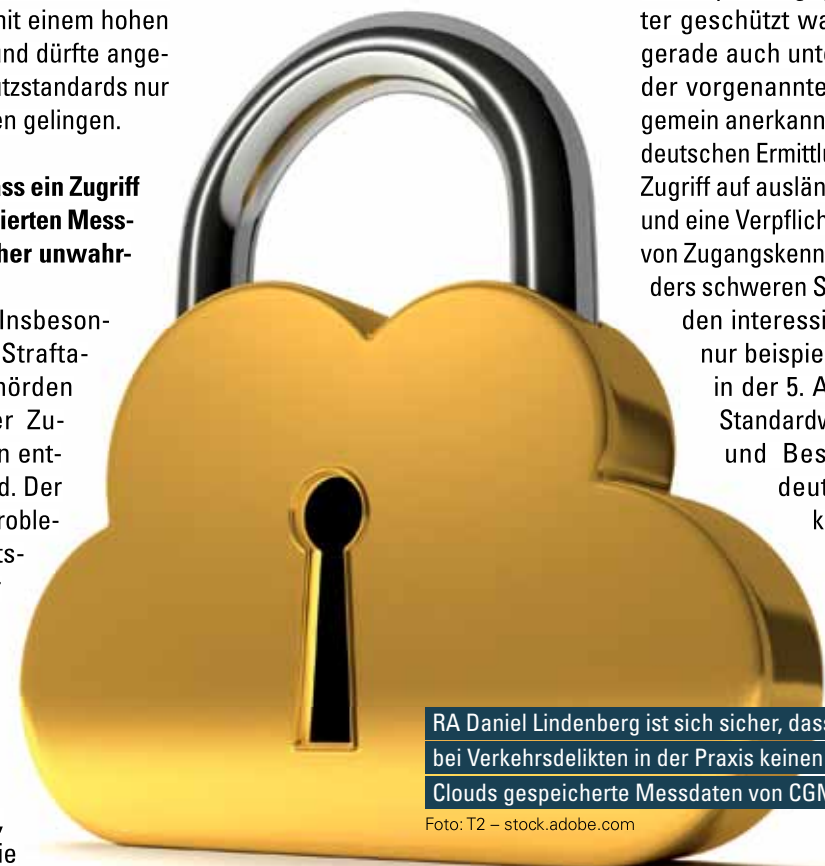 mit einem hohen
und dürfte ange-
tzstandards nur
en gelingen.
ss ein Zugriff
ierten Mess-
her unwahr-
Insbeson-
Strafta-
hörden
er Zu-
n ent-
d. Der
roble-
ts-
ie
ter geschützt wa
gerade auch unte
der vorgenannte
gemein anerkann
deutschen Ermittlu
Zugriff auf auslän
und eine Verpflich
von Zugangskenn
ders schweren S
den interessi
nur beispie
in der 5. A
Standardw
und Bes
deut
k
RA Daniel Lindenberg ist sich sicher, dass
bei Verkehrsdelikten in der Praxis keinen
Clouds gespeicherte Messdaten von CGM
Foto: T2 – stock.adobe.com